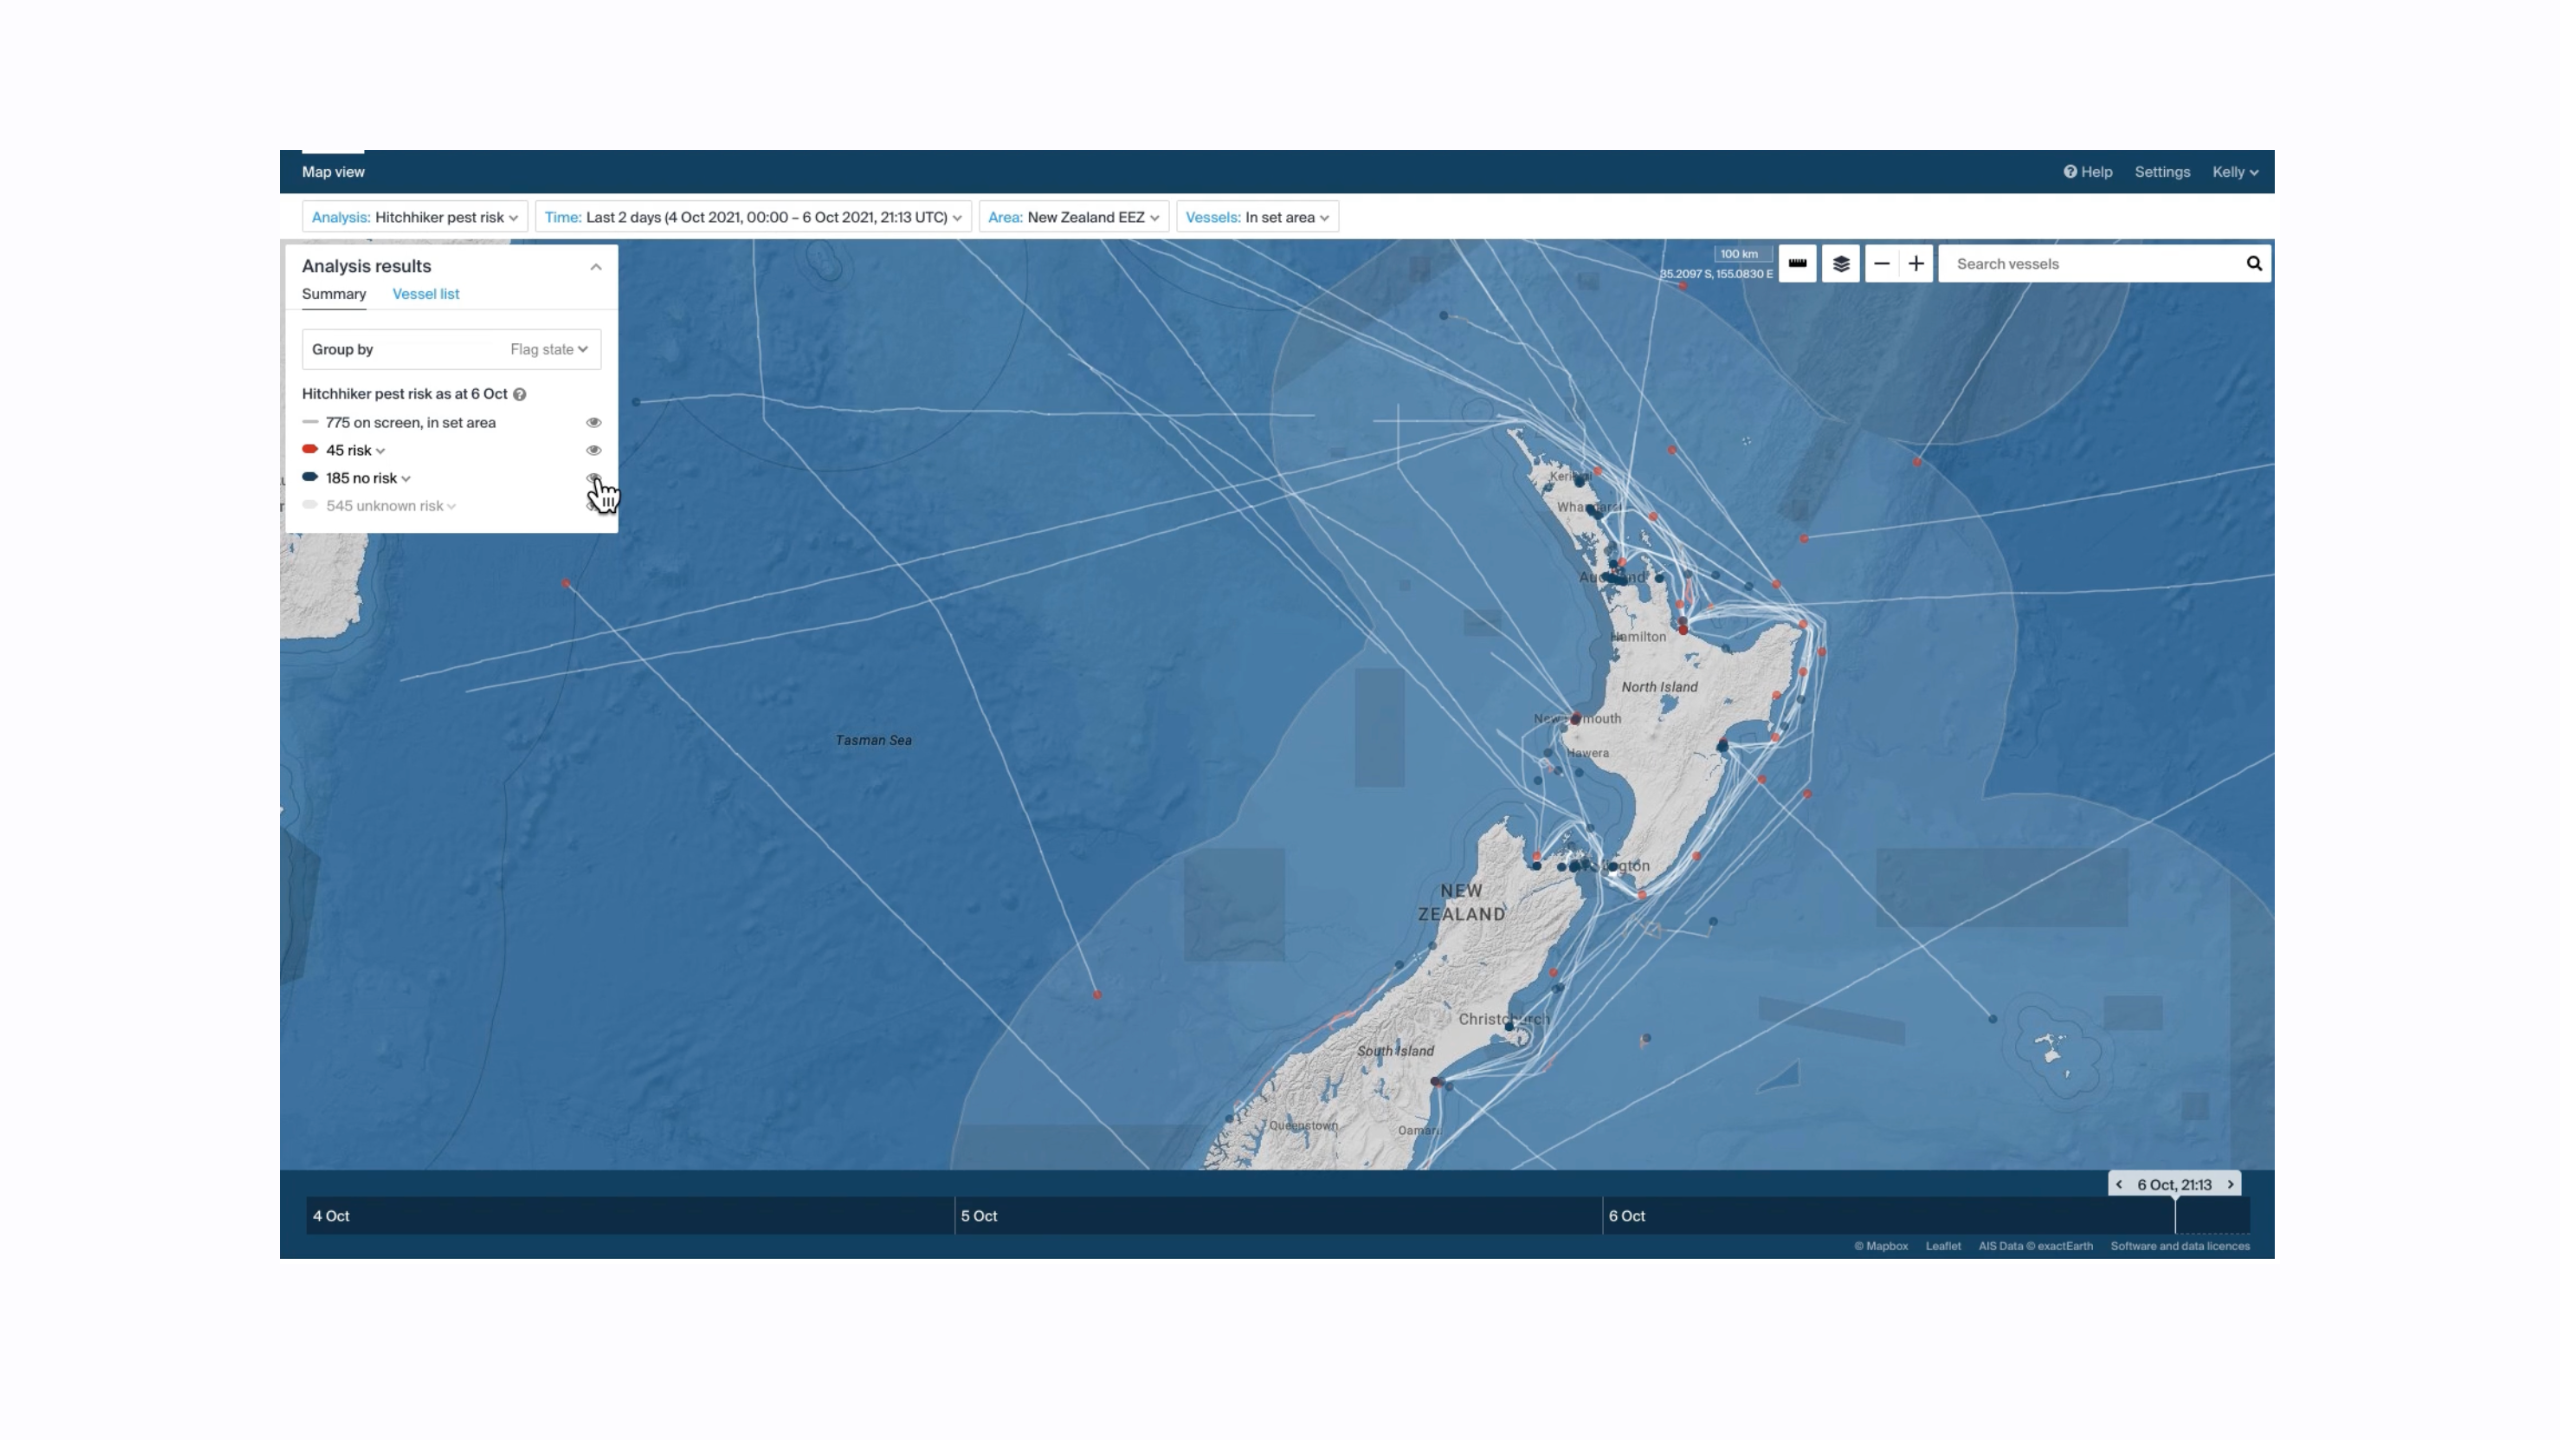 Map view
Help Settings Kelly
Analysis: Hitchhiker pest risk
Time: Last 2 days (4 Oct 2021, 00:00 – 6 Oct 2021, 21:13 UTC)
Area: New Zealand EEZ
Vessels: In set area
Analysis results
Summary Vessel list
Group by Flag state
Hitchhiker pest risk as at 6 Oct
775 on screen, in set area
45 risk
185 no risk
545 unknown risk
100 km
35.2097 S, 155.0830 E
Search vessels
Hamilton
North Island
Tasman Sea
Hawera
NEW
ZEALAND
Christchurch
South Island
Queenstown
4 Oct
5 Oct
6 Oct
6 Oct, 21:13
© Mapbox Leaflet AIS Data © exactEarth Software and data licences